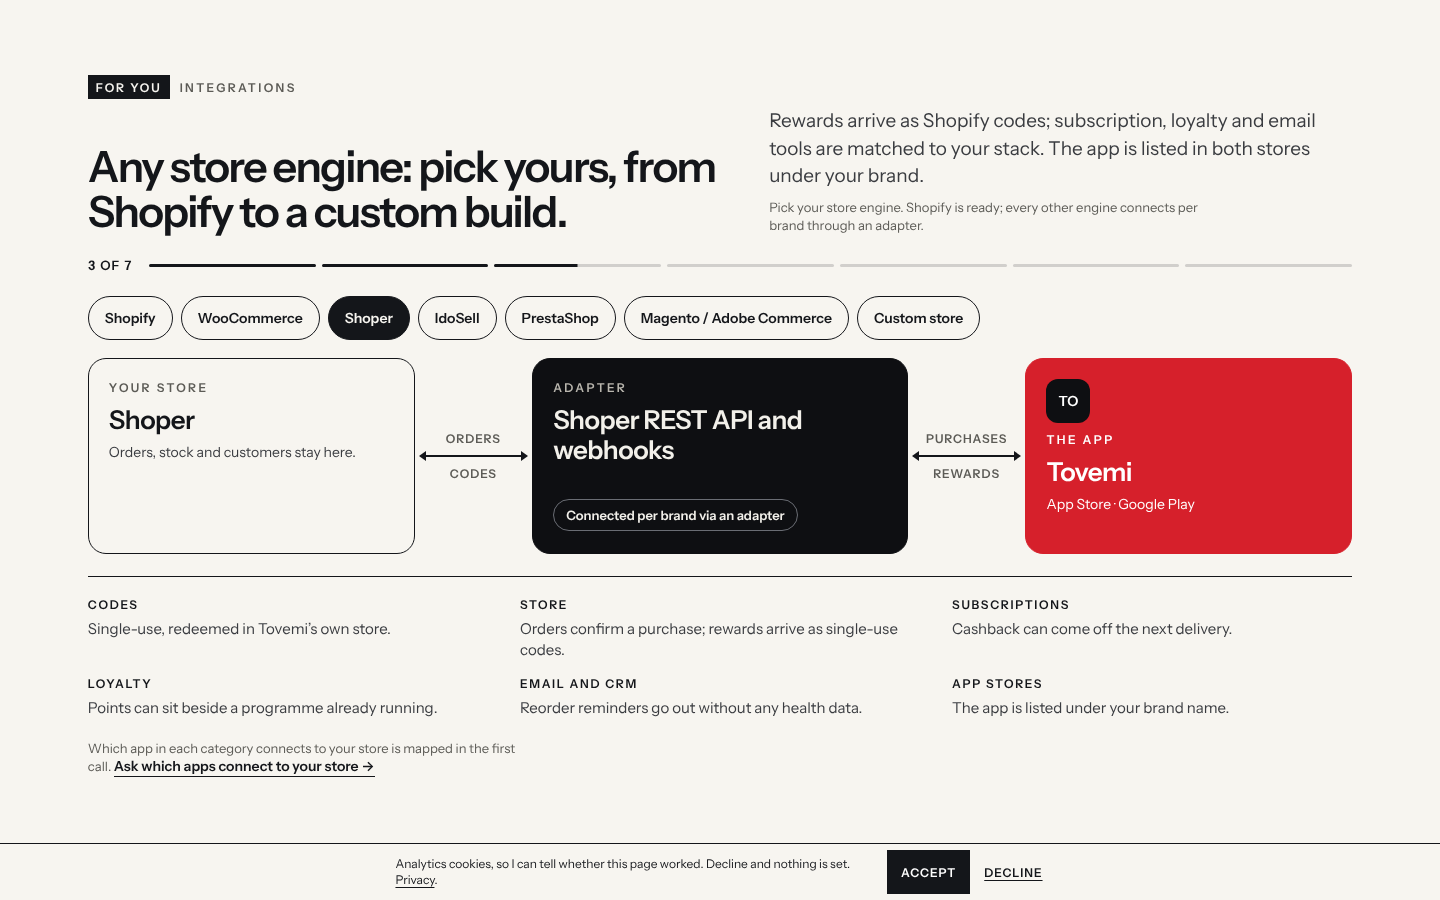 FOR YOU INTEGRATIONS
Any store engine: pick yours, from
Shopify to a custom build.
Rewards arrive as Shopify codes; subscription, loyalty and email
tools are matched to your stack. The app is listed in both stores
under your brand.
Pick your store engine. Shopify is ready; every other engine connects per
brand through an adapter.
3 OF 7
Shopify WooCommerce Shoper IdoSell PrestaShop Magento / Adobe Commerce Custom store
YOUR STORE
Shoper
Orders, stock and customers stay here.
ORDERS
CODES
ADAPTER
Shoper REST API and
webhooks
Connected per brand via an adapter
PURCHASES
REWARDS
TO
THE APP
Tovemi
App Store · Google Play
CODES
Single-use, redeemed in Tovemi’s own store.
STORE
Orders confirm a purchase; rewards arrive as single-use
codes.
SUBSCRIPTIONS
Cashback can come off the next delivery.
LOYALTY
Points can sit beside a programme already running.
EMAIL AND CRM
Reorder reminders go out without any health data.
APP STORES
The app is listed under your brand name.
Which app in each category connects to your store is mapped in the first
call. Ask which apps connect to your store →
Analytics cookies, so I can tell whether this page worked. Decline and nothing is set.
Privacy.
ACCEPT
DECLINE